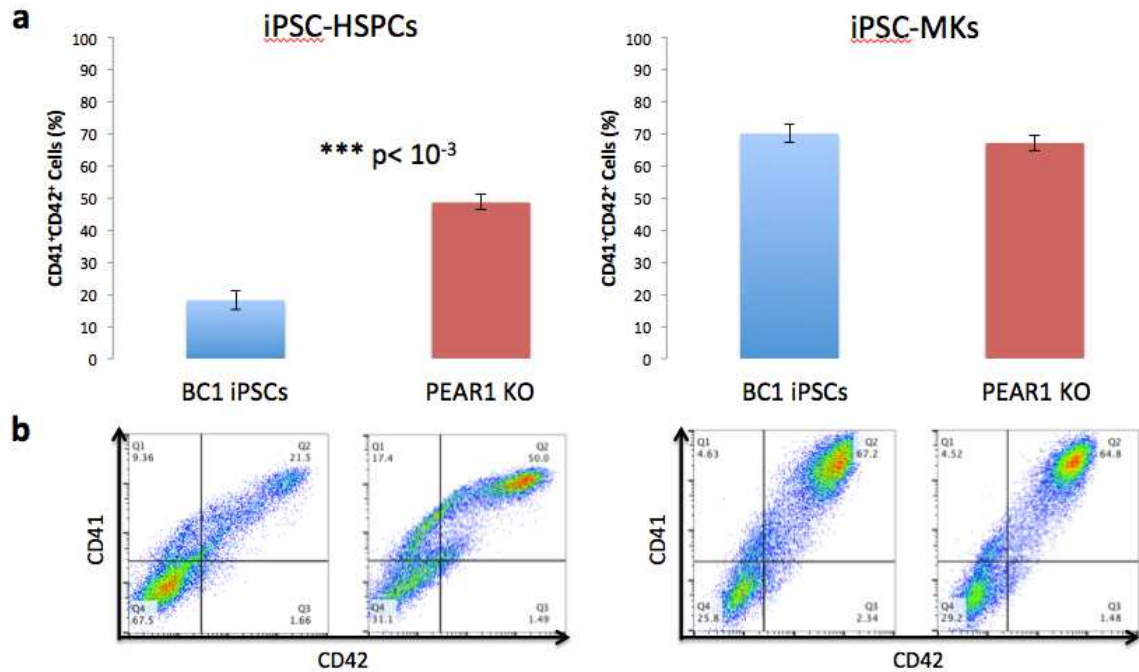 a
iPSC-HSPCs
iPSC-MKs
CD41⁺CD42⁺ Cells (%)
100
90
80
70
60
50
40
30
20
10
0
*** p< 10⁻³
BC1 iPSCs
PEAR1 KO
CD41⁺CD42⁺ Cells (%)
100
90
80
70
60
50
40
30
20
10
0
BC1 iPSCs
PEAR1 KO
b
CD41
Q1
9.36
Q2
21.5
Q4
67.5
Q3
1.66
Q1
17.4
Q2
50.0
Q4
31.1
Q3
1.49
CD42
CD41
Q1
4.63
Q2
67.2
Q4
25.8
Q3
2.34
Q1
4.52
Q2
64.8
Q4
29.2
Q3
1.48
CD42